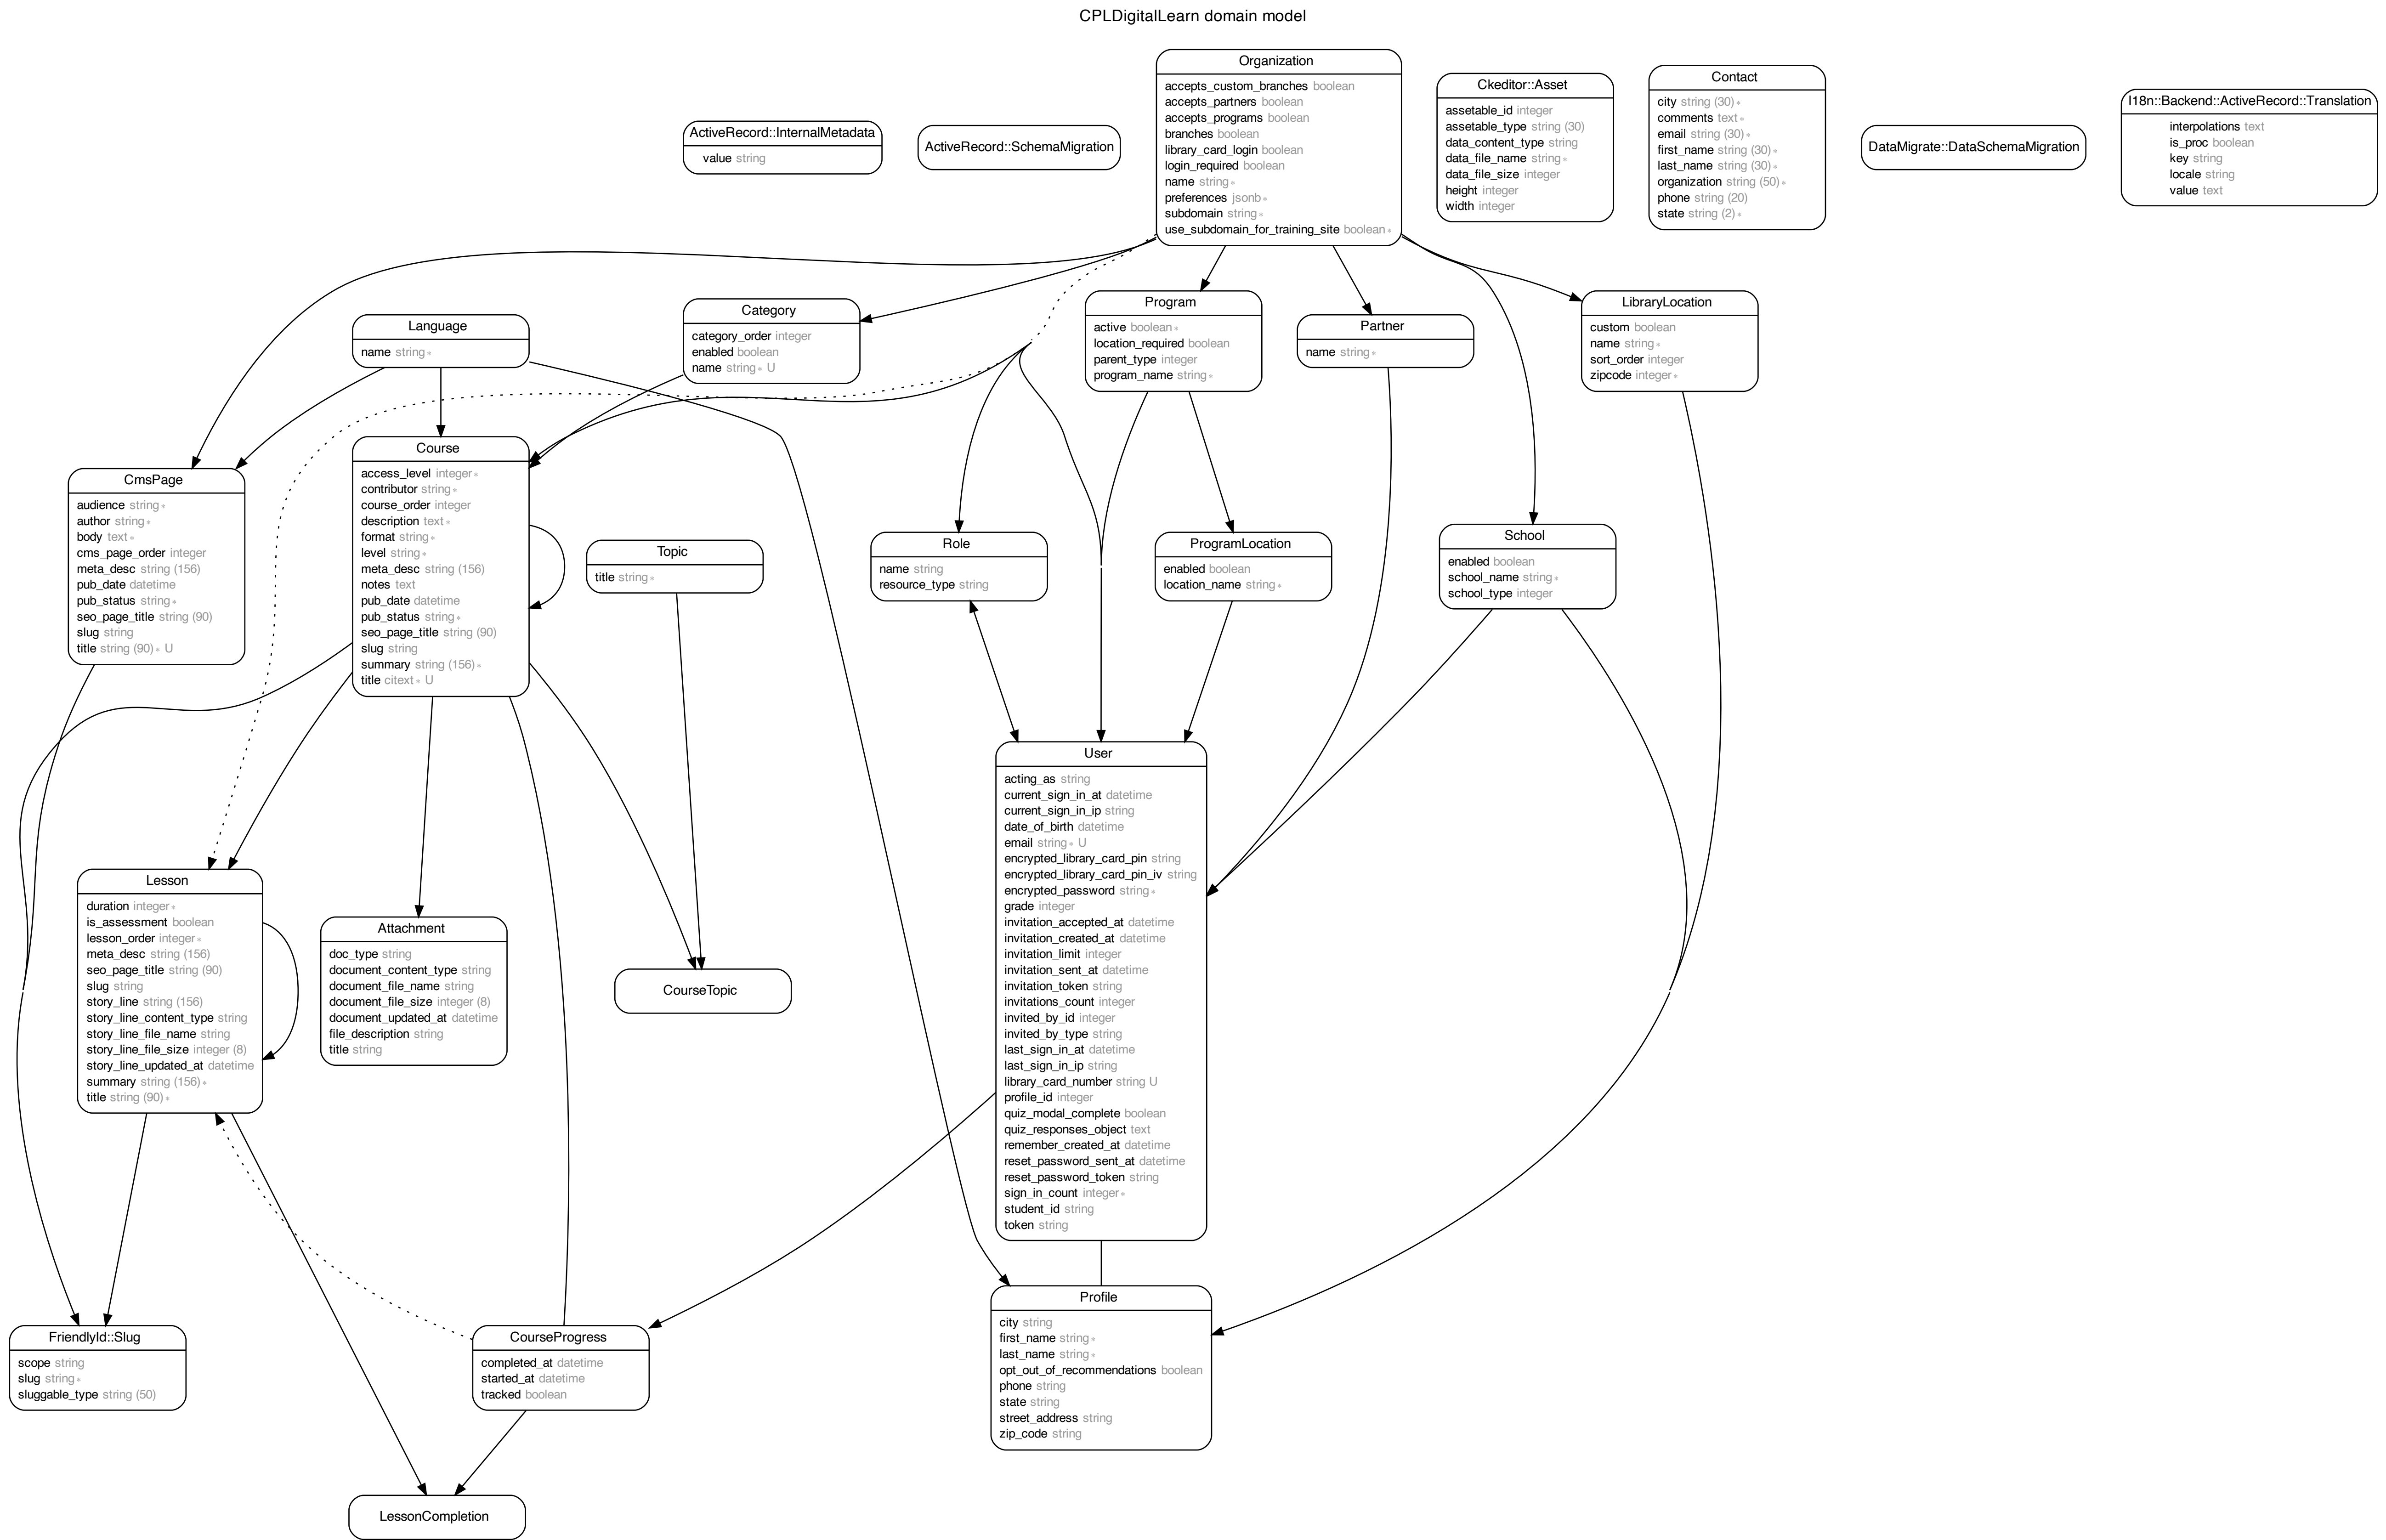 CPLDigitalLearn domain model
Organization
accepts_custom_branches boolean
accepts_partners boolean
accepts_programs boolean
branches boolean
library_card_login boolean
login_required boolean
name string ∗
preferences jsonb ∗
subdomain string ∗
use_subdomain_for_training_site boolean ∗
Ckeditor::Asset
assetable_id integer
assetable_type string (30)
data_content_type string
data_file_name string ∗
data_file_size integer
height integer
width integer
Contact
city string (30) ∗
comments text ∗
email string (30) ∗
first_name string (30) ∗
last_name string (30) ∗
organization string (50) ∗
phone string (20)
state string (2) ∗
I18n::Backend::ActiveRecord::Translation
interpolations text
is_proc boolean
key string
locale string
value text
ActiveRecord::InternalMetadata
value string
ActiveRecord::SchemaMigration
DataMigrate::DataSchemaMigration
Language
name string ∗
Category
category_order integer
enabled boolean
name string ∗ U
Program
active boolean ∗
location_required boolean
parent_type integer
program_name string ∗
Partner
name string ∗
LibraryLocation
custom boolean
name string ∗
sort_order integer
zipcode integer ∗
CmsPage
audience string ∗
author string ∗
body text ∗
cms_page_order integer
meta_desc string (156)
pub_date datetime
pub_status string ∗
seo_page_title string (90)
slug string
title string (90) ∗ U
Course
access_level integer ∗
contributor string ∗
course_order integer
description text ∗
format string ∗
level string ∗
meta_desc string (156)
notes text
pub_date datetime
pub_status string ∗
seo_page_title string (90)
slug string
summary string (156) ∗
title citext ∗ U
Topic
title string ∗
Role
name string
resource_type string
ProgramLocation
enabled boolean
location_name string ∗
School
enabled boolean
school_name string ∗
school_type integer
User
acting_as string
current_sign_in_at datetime
current_sign_in_ip string
date_of_birth datetime
email string ∗ U
encrypted_library_card_pin string
encrypted_library_card_pin_iv string
encrypted_password string ∗
grade integer
invitation_accepted_at datetime
invitation_created_at datetime
invitation_limit integer
invitation_sent_at datetime
invitation_token string
invitations_count integer
invited_by_id integer
invited_by_type string
last_sign_in_at datetime
last_sign_in_ip string
library_card_number string U
profile_id integer
quiz_modal_complete boolean
quiz_responses_object text
remember_created_at datetime
reset_password_sent_at datetime
reset_password_token string
sign_in_count integer ∗
student_id string
token string
Lesson
duration integer ∗
is_assessment boolean
lesson_order integer ∗
meta_desc string (156)
seo_page_title string (90)
slug string
story_line string (156)
story_line_content_type string
story_line_file_name string
story_line_file_size integer (8)
story_line_updated_at datetime
summary string (156) ∗
title string (90) ∗
Attachment
doc_type string
document_content_type string
document_file_name string
document_file_size integer (8)
document_updated_at datetime
file_description string
title string
CourseTopic
FriendlyId::Slug
scope string
slug string ∗
sluggable_type string (50)
CourseProgress
completed_at datetime
started_at datetime
tracked boolean
Profile
city string
first_name string ∗
last_name string ∗
opt_out_of_recommendations boolean
phone string
state string
street_address string
zip_code string
LessonCompletion